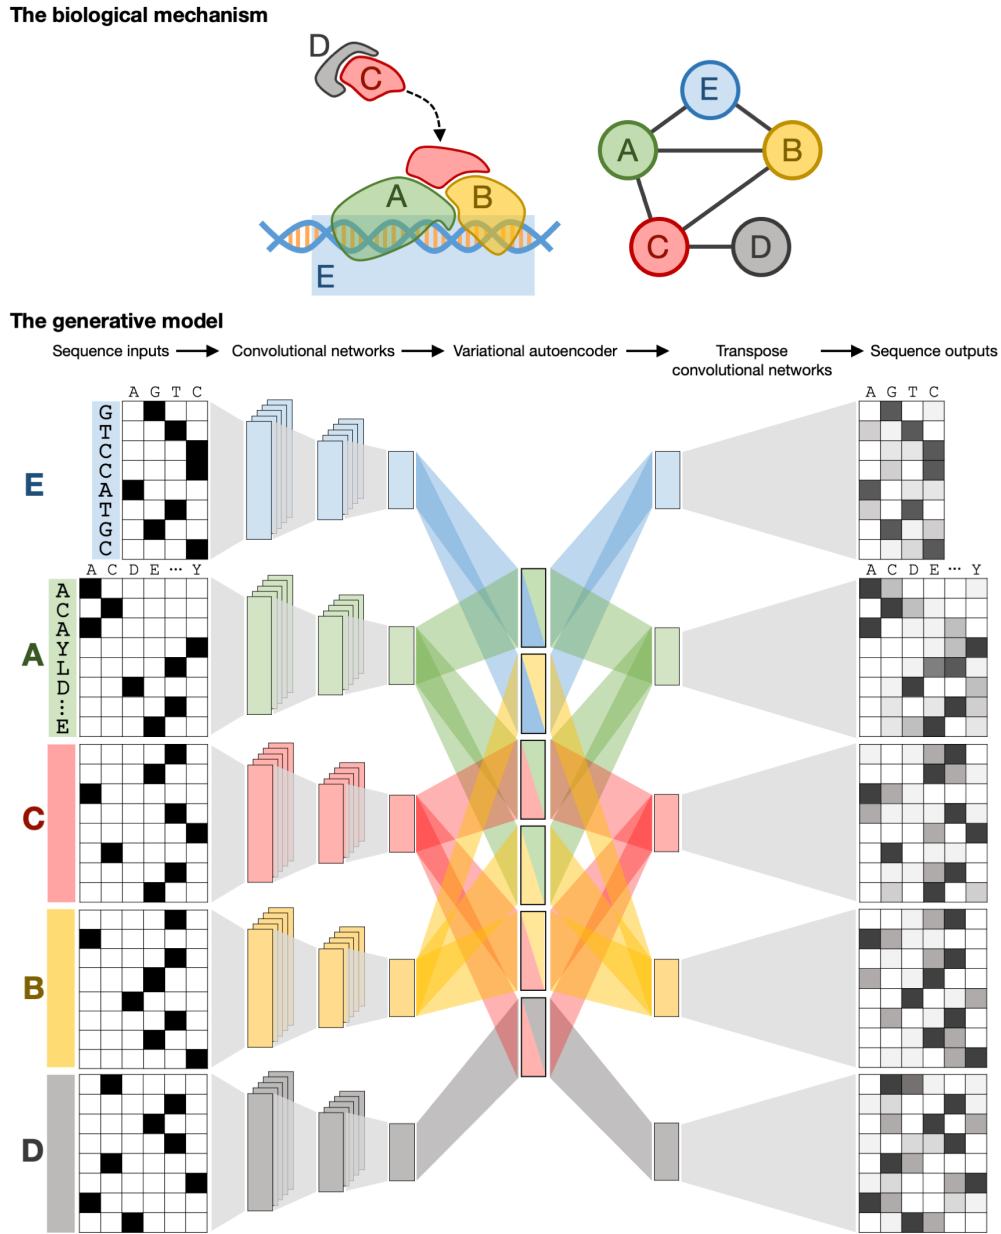 The biological mechanism
D
C
A
B
E
E
A
B
C
D
The generative model
Sequence inputs
Convolutional networks
Variational autoencoder
Transpose
convolutional networks
Sequence outputs
A G T C
A G T C
E
G
T
C
C
A
T
G
C
A C D E ... Y
A C D E ... Y
A
A
C
A
Y
L
D
⋮
E
C
B
D